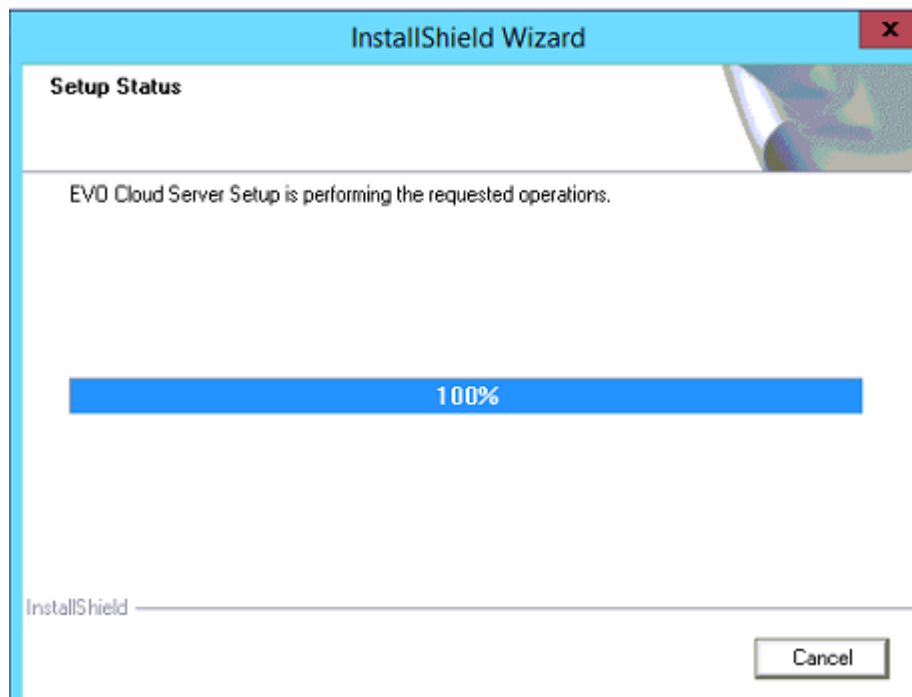 InstallShield Wizard
x
Setup Status
EVO Cloud Server Setup is performing the requested operations.
100%
InstallShield
Cancel